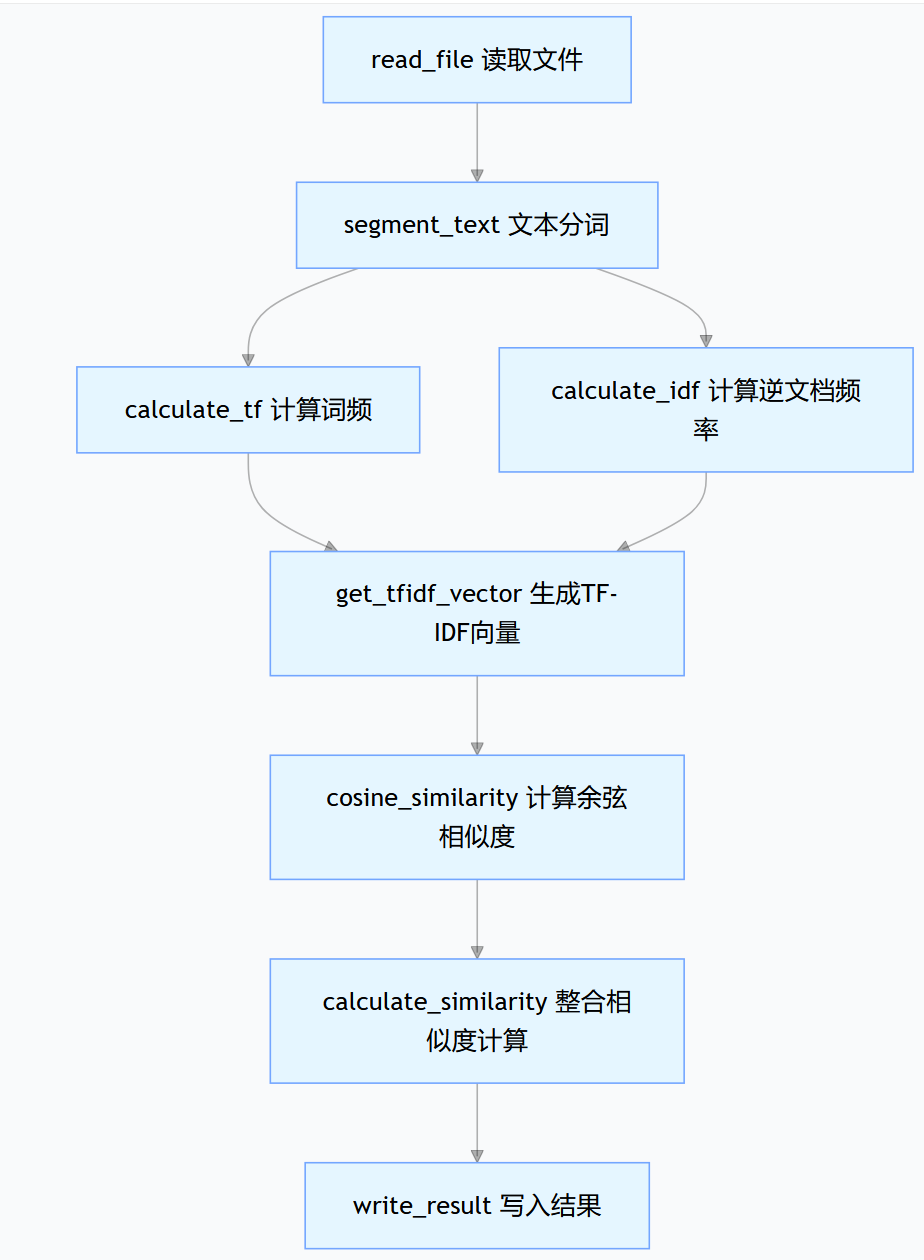 read_file 读取文件
segment_text 文本分词
calculate_tf 计算词频
calculate_idf 计算逆文档频
率
get_tfidf_vector 生成TF-
IDF向量
cosine_similarity 计算余弦
相似度
calculate_similarity 整合相
似度计算
write_result 写入结果